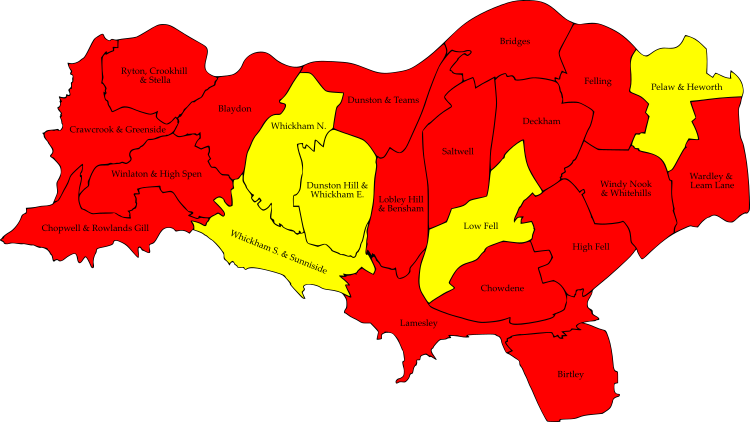 Bridges
Ryton, Crookhill
& Stella
Felling
Pelaw & Heworth
Blaydon
Dunston & Teams
Deckham
Crawcrook & Greenside
Whickham N.
Saltwell
Winlaton & High Spen
Wardley &
Leam Lane
Dunston Hill &
Whickham E.
Windy Nook
& Whitehills
Lobley Hill
& Bensham
Chopwell & Rowlands Gill
Low Fell
Whickham S. & Sunniside
High Fell
Chowdene
Lamesley
Birtley